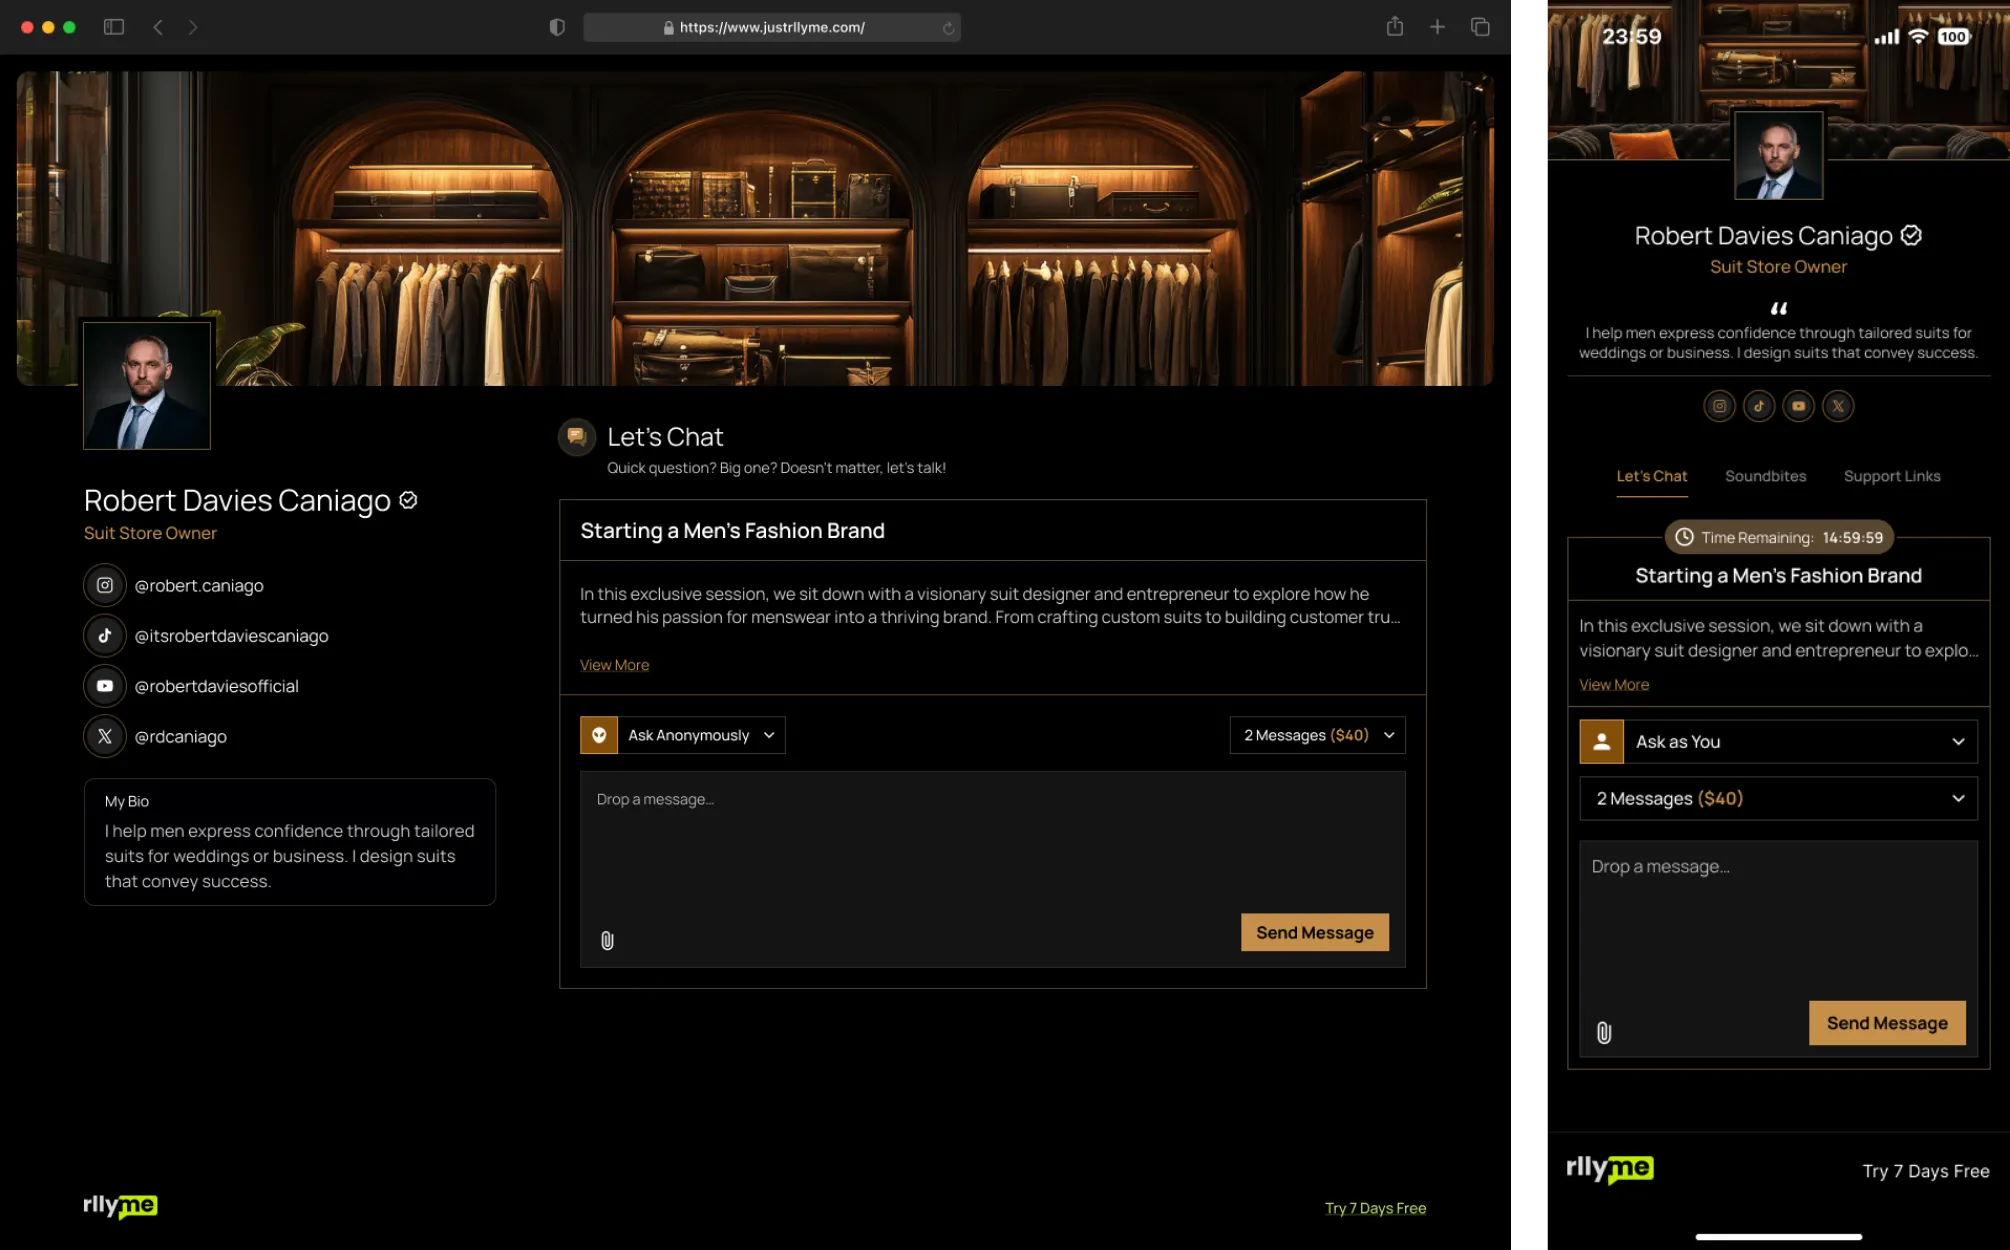 https://www.justrllyme.com/
Robert Davies Caniago
Suit Store Owner
@robert.caniago
@itsrobertdaviescaniago
@robertdaviesofficial
@rdcaniago
My Bio
I help men express confidence through tailored
suits for weddings or business. I design suits
that convey success.
Let's Chat
Quick question? Big one? Doesn't matter, let's talk!
Starting a Men's Fashion Brand
In this exclusive session, we sit down with a visionary suit designer and entrepreneur to explore how he
turned his passion for menswear into a thriving brand. From crafting custom suits to building customer tru...
View More
Ask Anonymously
2 Messages ($40)
Drop a message...
Send Message
rllyme
Try 7 Days Free
23:59
100
Robert Davies Caniago
Suit Store Owner
“
I help men express confidence through tailored suits for
weddings or business. I design suits that convey success.
Let's Chat Soundbites Support Links
Time Remaining: 14:59:59
Starting a Men's Fashion Brand
In this exclusive session, we sit down with a
visionary suit designer and entrepreneur to explo...
View More
Ask as You
2 Messages ($40)
Drop a message...
Send Message
rllyme
Try 7 Days Free